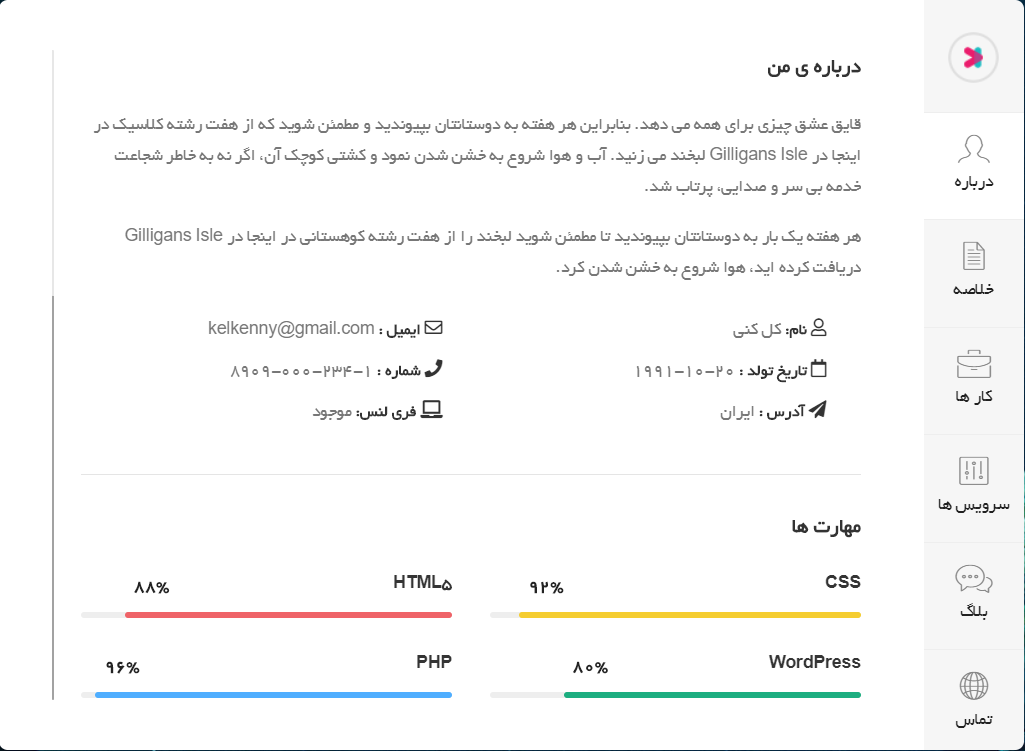 درباره ی من
قایق عشق چیزی برای همه می دهد. بنابراین هر هفته به دوستانتان بپیوندید و مطمئن شوید که از هفت رشته کلاسیک در
اینجا در Gilligans Isle لبخند می زنید. آب و هوا شروع به خشن شدن نمود و کشتی کوچک آن، اگر نه به خاطر شجاعت
خدمه بی سر و صدایی، پرتاب شد.
هر هفته یک بار به دوستانتان بپیوندید تا مطمئن شوید لبخند را از هفت رشته کوهستانی در اینجا در Gilligans Isle
دریافت کرده اید، هوا شروع به خشن شدن کرد.
نام: کل کنی
ایمیل : kelkenny@gmail.com
تاریخ تولد : ۲۰-۱۰-۱۹۹۱
شماره : ۱-۲۳۴-۰۰۰-۸۹۰۹
آدرس : ایران
فری لنس: موجود
مهارت ها
CSS ۹۲%
HTML۵ ۸۸%
WordPress ۸۰%
PHP ۹۶%
درباره
خلاصه
کار ها
سرویس ها
بلاگ
تماس